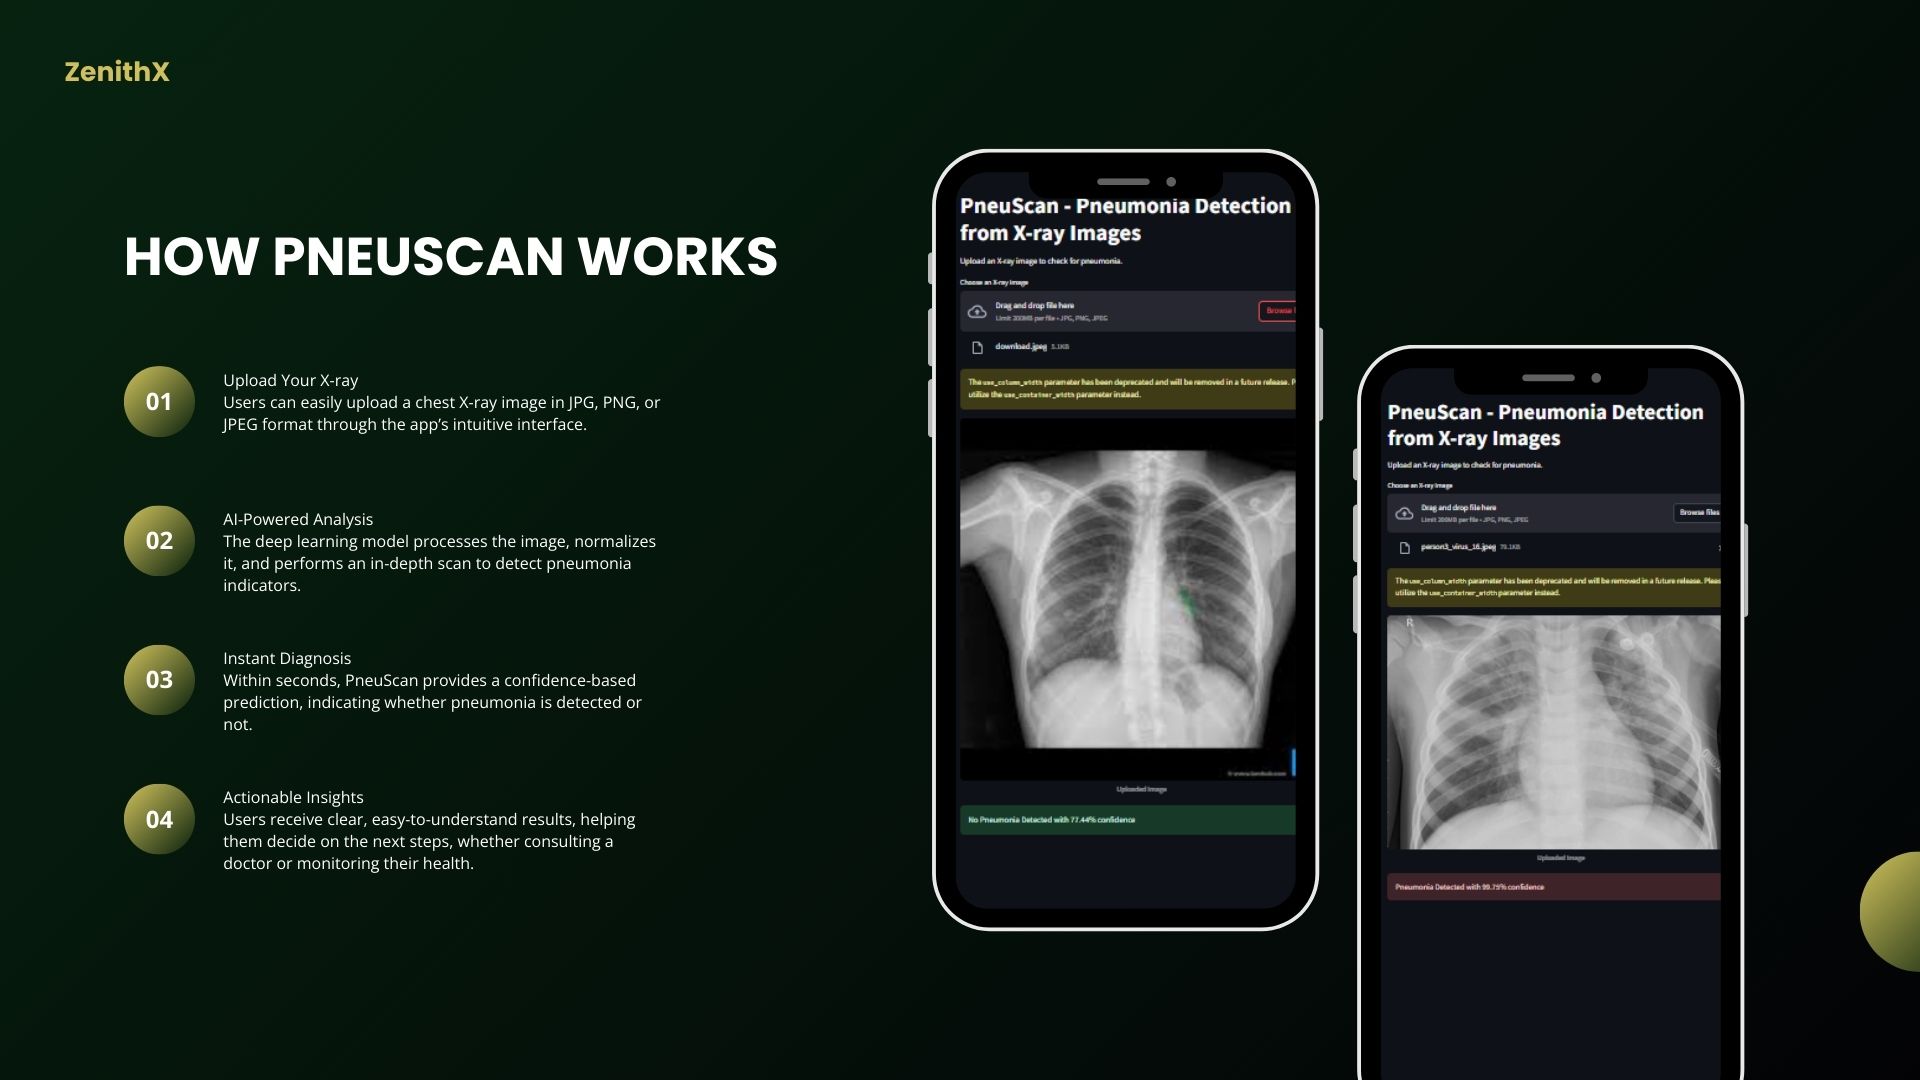 ZenithX
HOW PNEUSCAN WORKS
01
Upload Your X-ray
Users can easily upload a chest X-ray image in JPG, PNG, or
JPEG format through the app’s intuitive interface.
02
AI-Powered Analysis
The deep learning model processes the image, normalizes
it, and performs an in-depth scan to detect pneumonia
indicators.
03
Instant Diagnosis
Within seconds, PneuScan provides a confidence-based
prediction, indicating whether pneumonia is detected or
not.
04
Actionable Insights
Users receive clear, easy-to-understand results, helping
them decide on the next steps, whether consulting a
doctor or monitoring their health.
PneuScan - Pneumonia Detection
from X-ray Images
Upload an X-ray image to check for pneumonia.
Choose an X-ray image
Drag and drop file here
Limit 200MB per file • JPG, PNG, JPEG
Browse
download.jpeg 5.1KB
The use_column_width parameter has been deprecated and will be removed in a future release. P
utilize the use_container_width parameter instead.
Uploaded Image
No Pneumonia Detected with 77.44% confidence
PneuScan - Pneumonia Detection
from X-ray Images
Upload an X-ray image to check for pneumonia.
Choose an X-ray image
Drag and drop file here
Limit 200MB per file • JPG, PNG, JPEG
Browse files
person3_virus_16.jpeg 79.1KB
The use_column_width parameter has been deprecated and will be removed in a future release. Pleas
utilize the use_container_width parameter instead.
R
Uploaded Image
Pneumonia Detected with 99.75% confidence